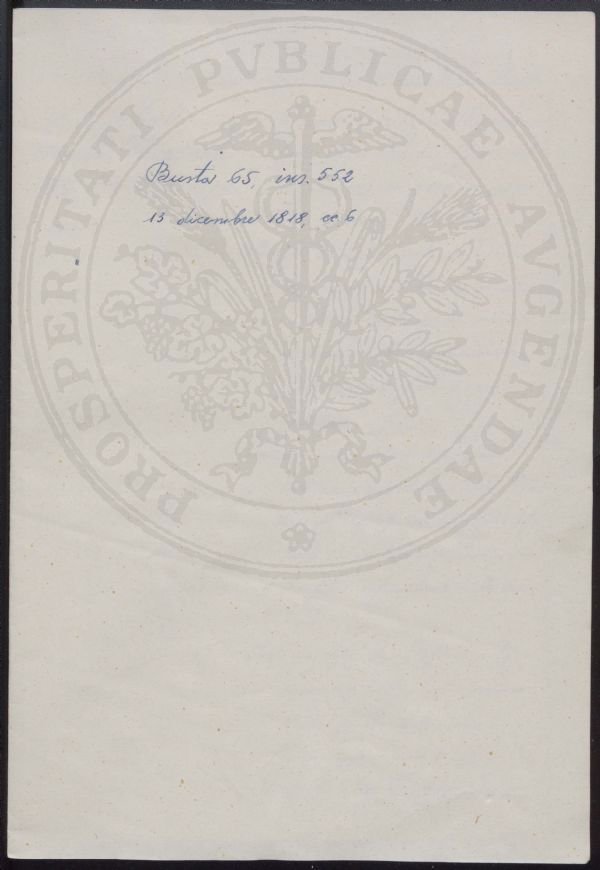 PROSPERITATI PVBLICAE AVGENDAE
Busta 65, ins. 552
13 dicembre 1818, cc. 6